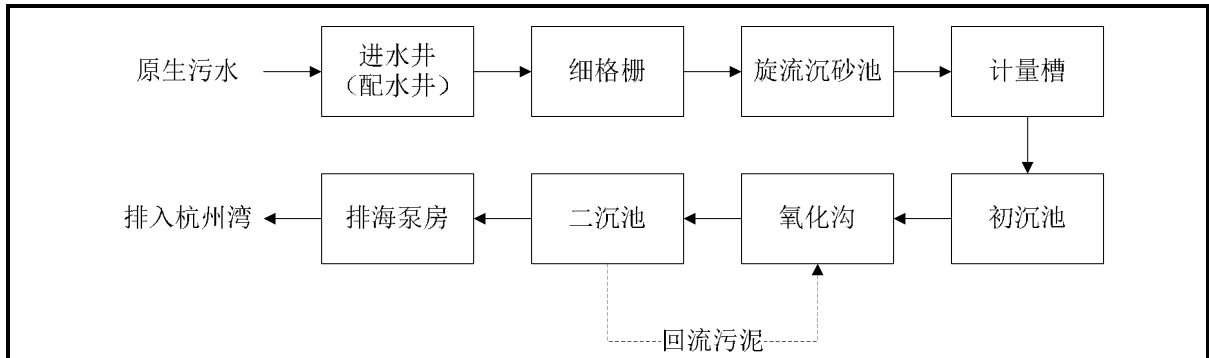 原生污水
进水井
（配水井）
细格栅
旋流沉砂池
计量槽
排入杭州湾
排海泵房
二沉池
氧化沟
初沉池
回流污泥